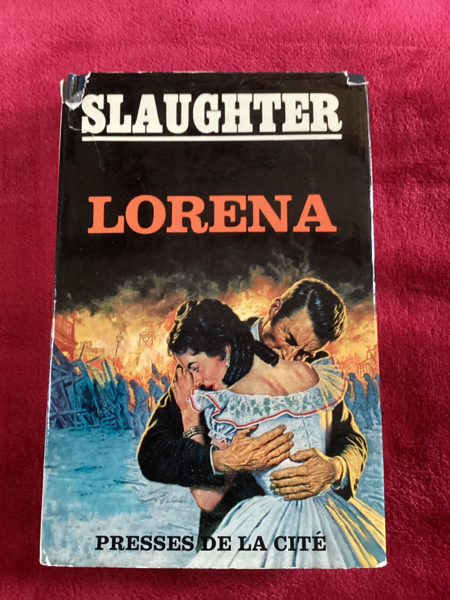 SLAUGHTER
LORENA
PRESSES DE LA CITÉ